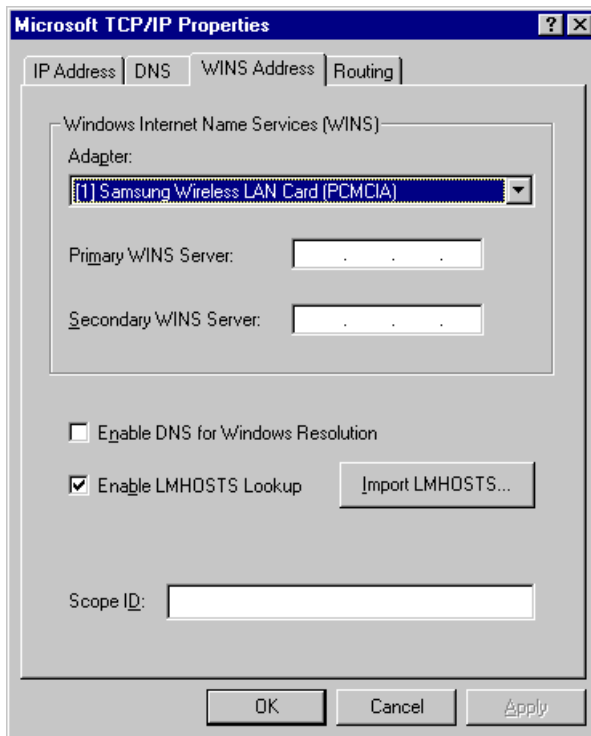 Microsoft TCP/IP Properties
IP Address DNS WINS Address Routing
Windows Internet Name Services (WINS)
Adapter:
[1] Samsung Wireless LAN Card (PCMCIA)
Primary WINS Server: . . .
Secondary WINS Server: . . .
Enable DNS for Windows Resolution
Enable LMHOSTS Lookup Import LMHOSTS...
Scope ID:
OK Cancel Apply